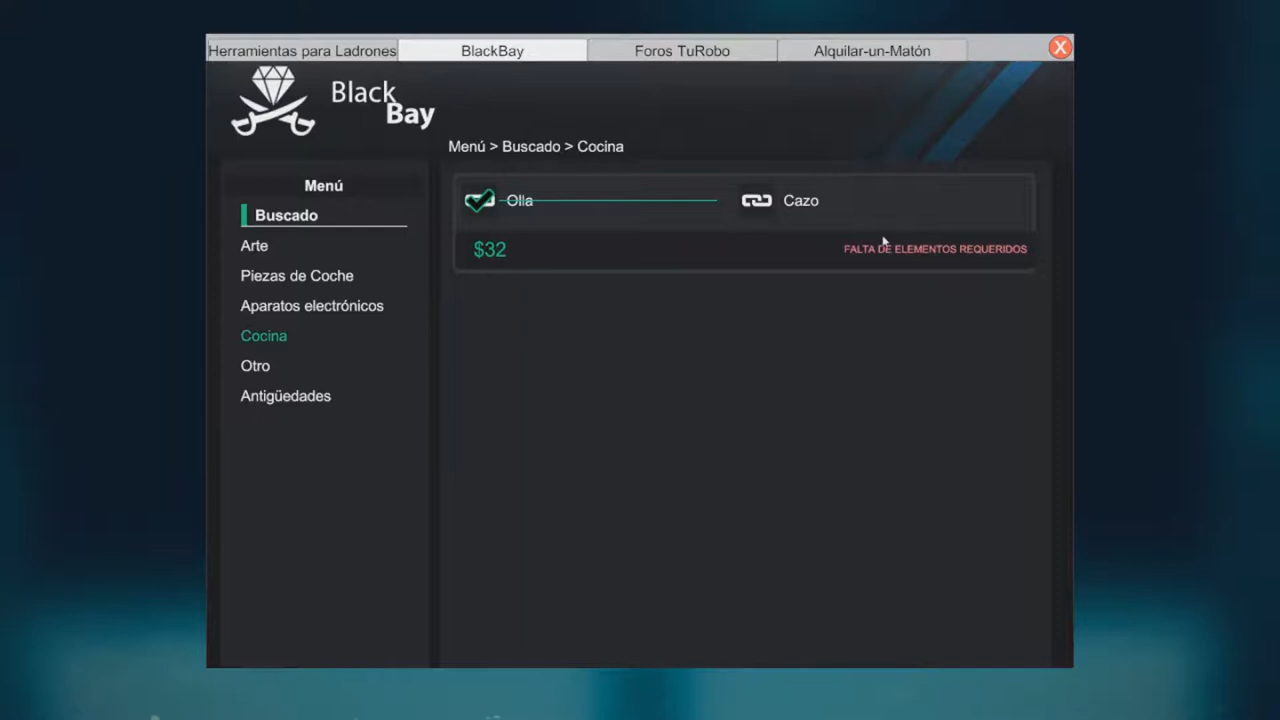 Herramientas para Ladrones
BlackBay
Foros TuRobo
Alquilar-un-Matón
X
Black
Bay
Menú > Buscado > Cocina
Menú
Buscado
Arte
Piezas de Coche
Aparatos electrónicos
Cocina
Otro
Antigüedades
Olla
Cazo
$32
FALTA DE ELEMENTOS REQUERIDOS